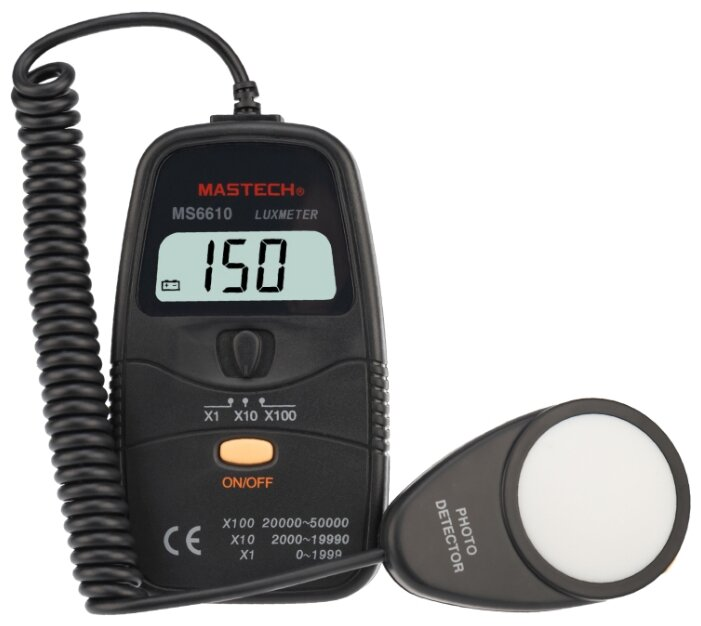 MASTECH®
MS6610 LUXMETER
150
X1 X10 X100
ON/OFF
CE
X100 20000~50000
X10 2000~19990
X1 0~1999
PHOTO
DETECTOR